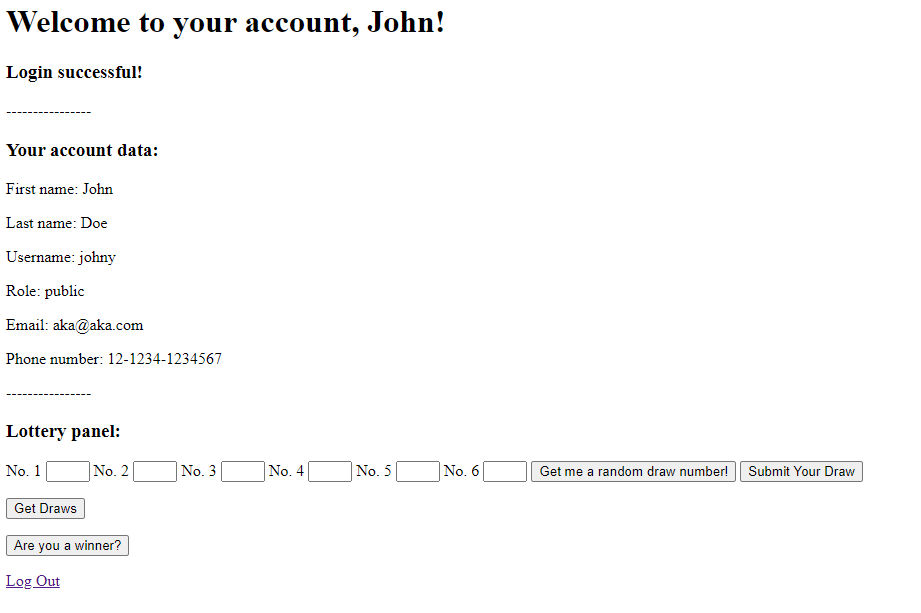 Welcome to your account, John!
Login successful!
----------------
Your account data:
First name: John
Last name: Doe
Username: johny
Role: public
Email: aka@aka.com
Phone number: 12-1234-1234567
----------------
Lottery panel:
No. 1 No. 2 No. 3 No. 4 No. 5 No. 6 Get me a random draw number! Submit Your Draw
Get Draws
Are you a winner?
Log Out